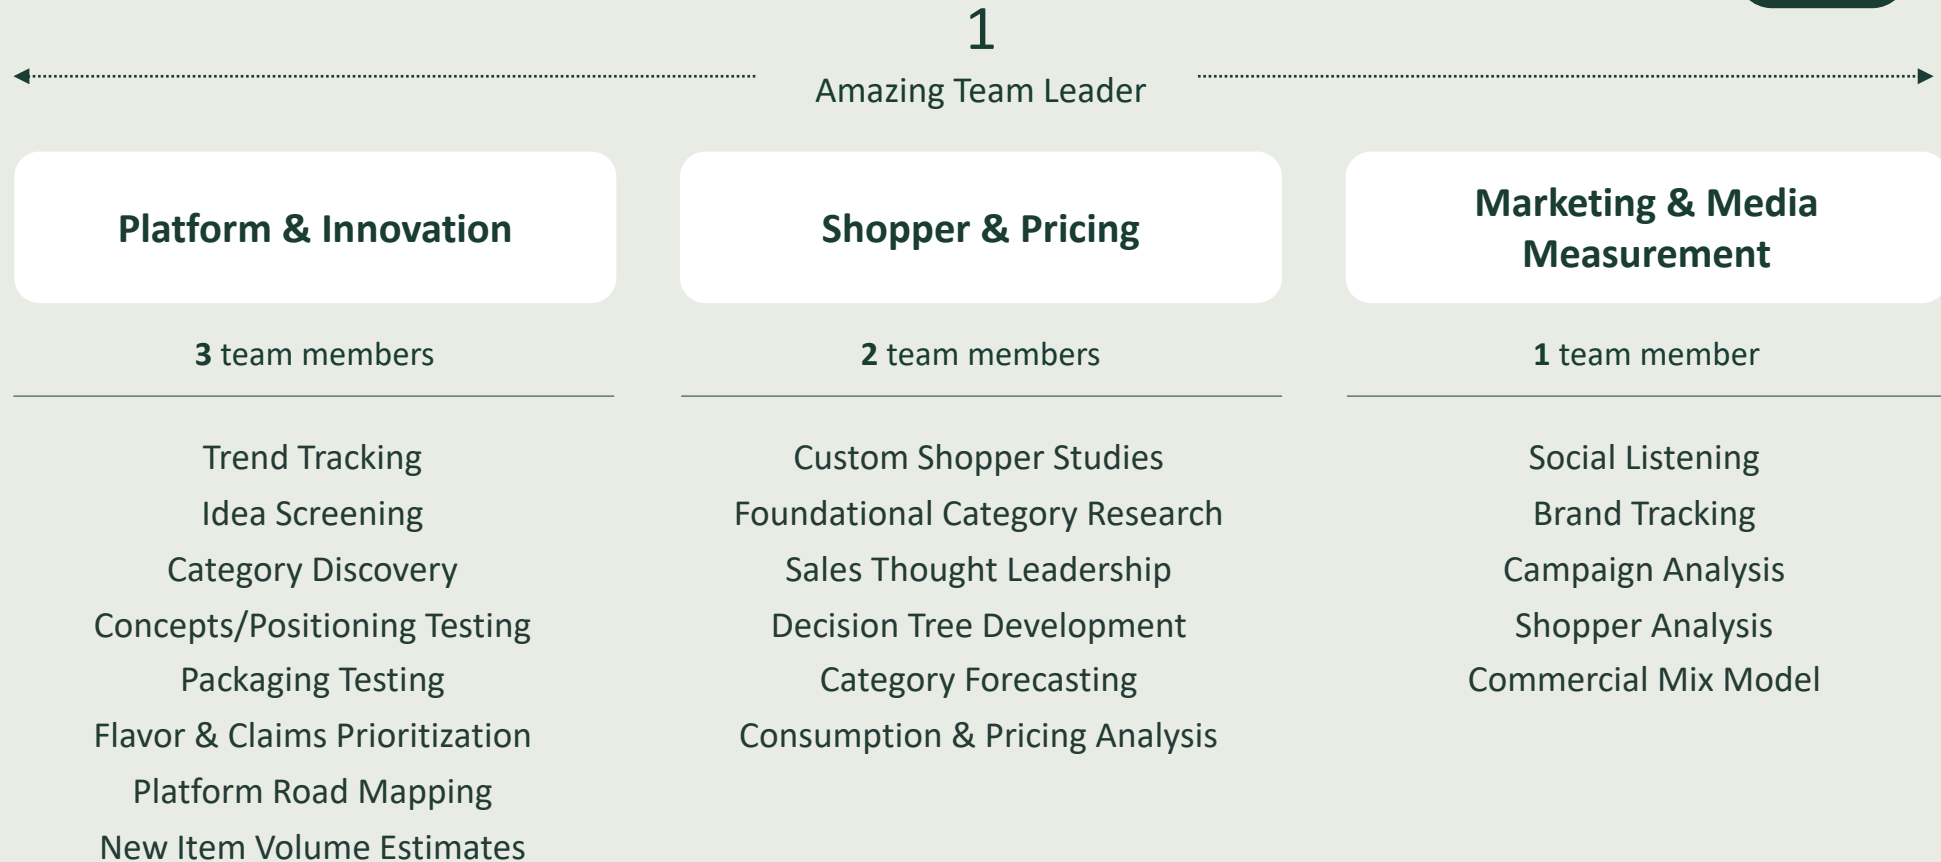 1
Amazing Team Leader
Platform & Innovation
3 team members
Trend Tracking
Idea Screening
Category Discovery
Concepts/Positioning Testing
Packaging Testing
Flavor & Claims Prioritization
Platform Road Mapping
New Item Volume Estimates
Shopper & Pricing
2 team members
Custom Shopper Studies
Foundational Category Research
Sales Thought Leadership
Decision Tree Development
Category Forecasting
Consumption & Pricing Analysis
Marketing & Media
Measurement
1 team member
Social Listening
Brand Tracking
Campaign Analysis
Shopper Analysis
Commercial Mix Model